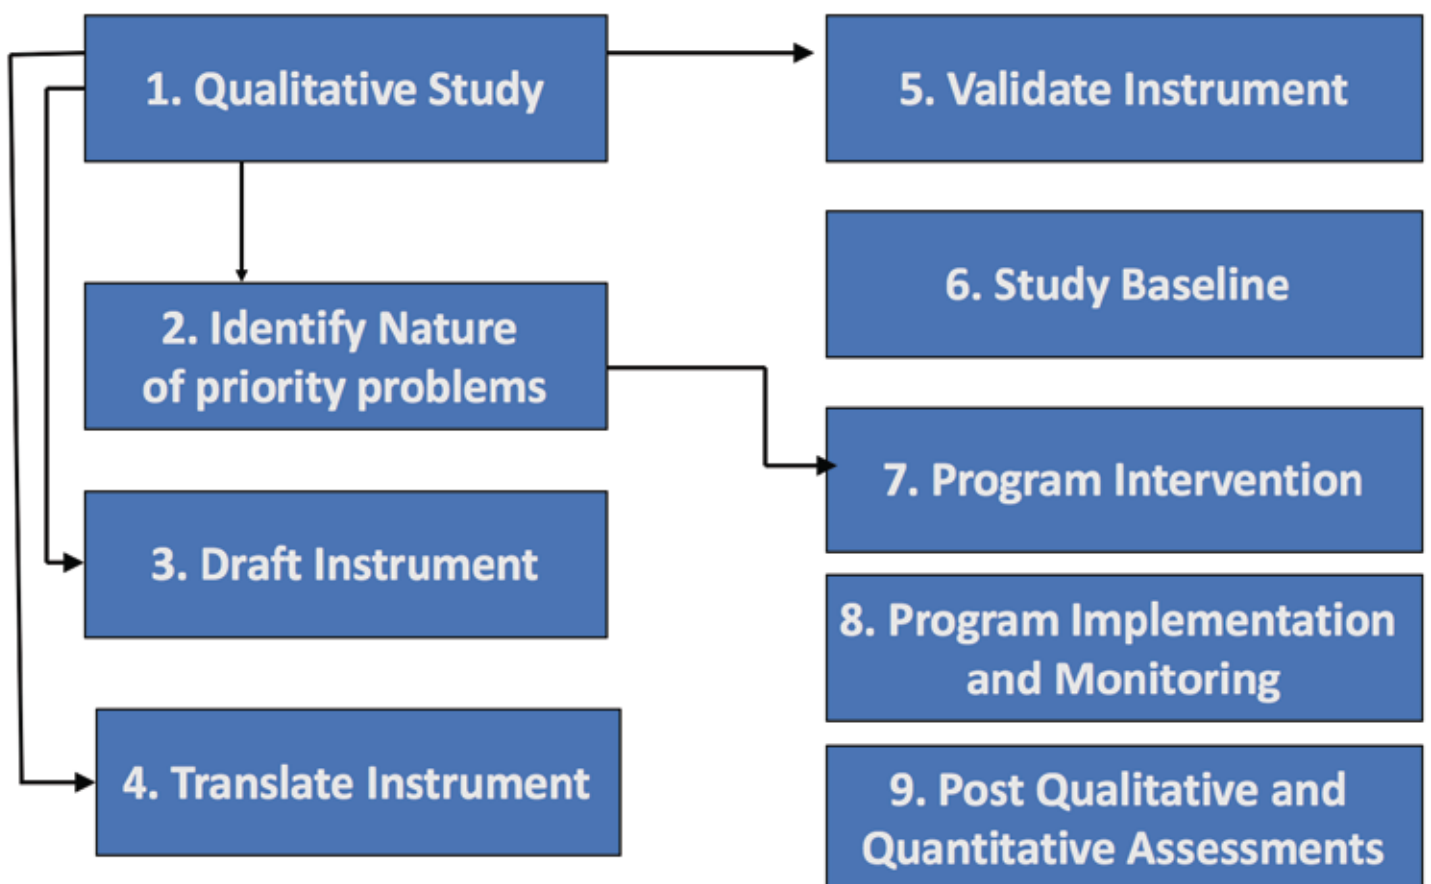 1. Qualitative Study
2. Identify Nature
of priority problems
3. Draft Instrument
4. Translate Instrument
5. Validate Instrument
6. Study Baseline
7. Program Intervention
8. Program Implementation
and Monitoring
9. Post Qualitative and
Quantitative Assessments